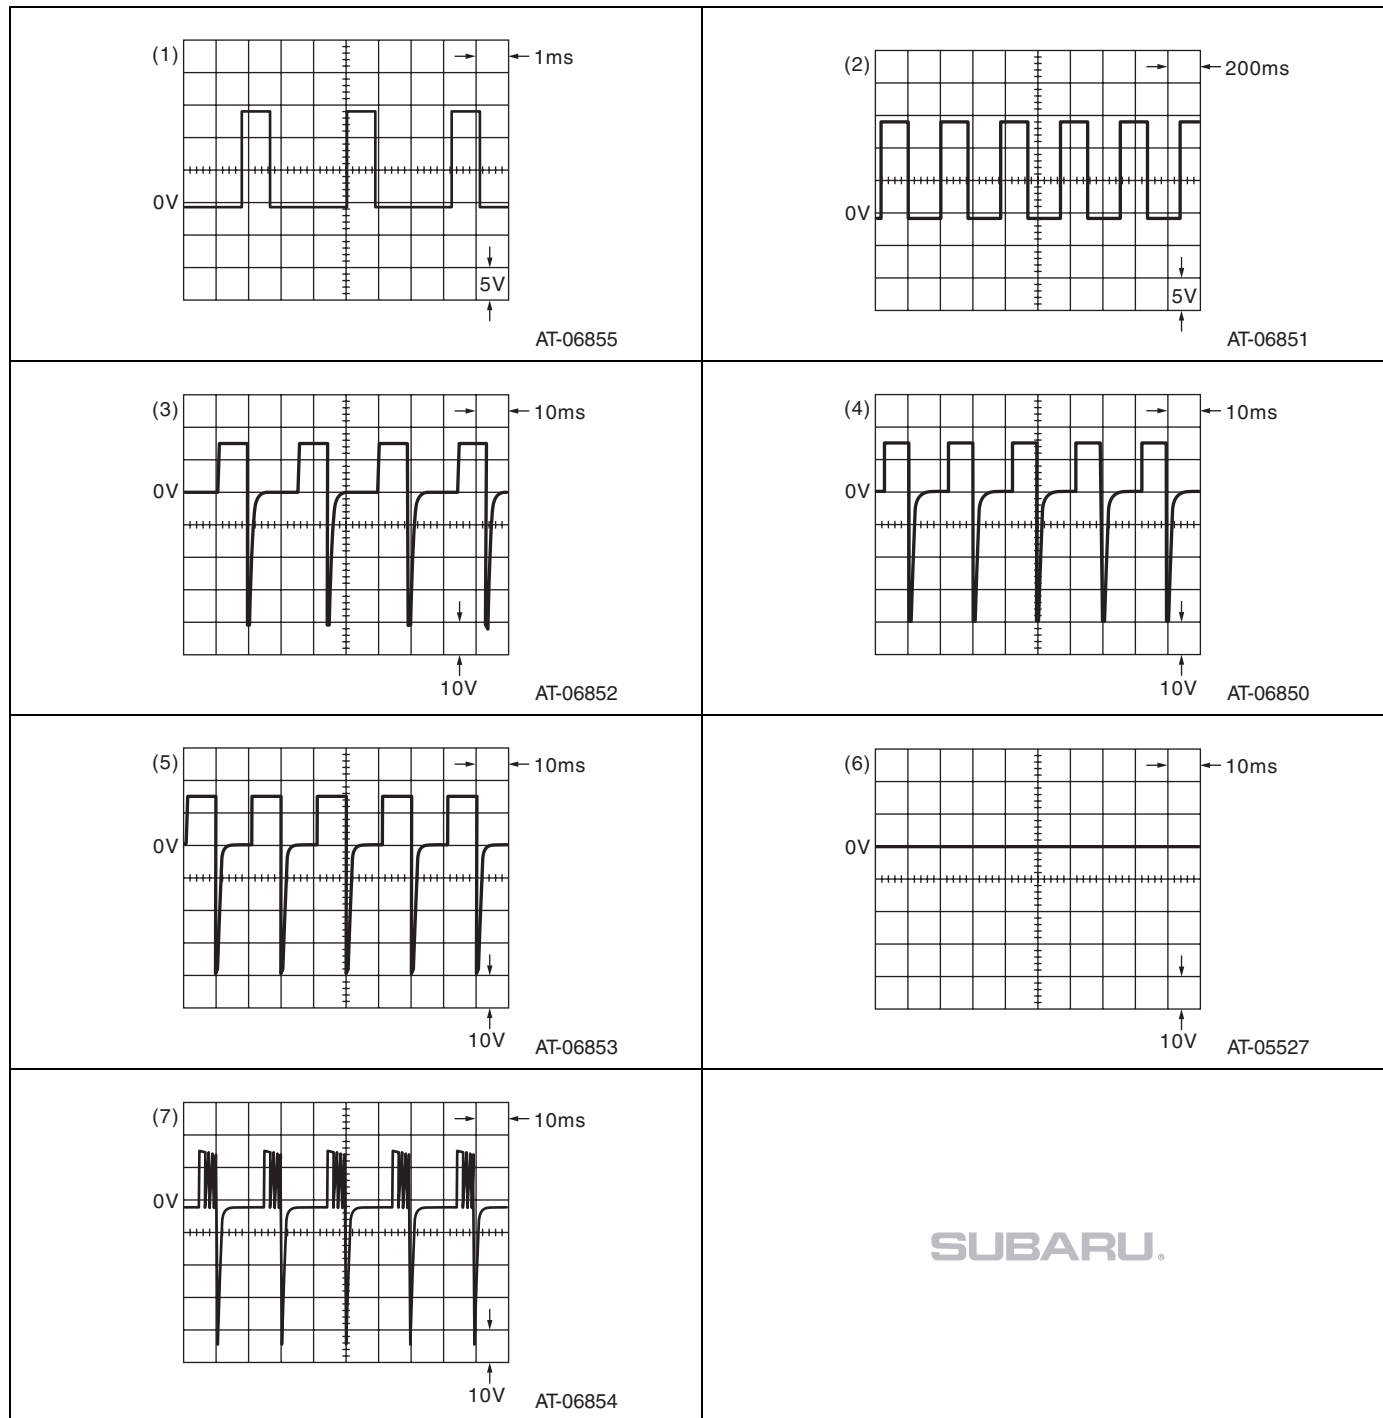 (1)
1ms
0V
5V
AT-06855
(2)
200ms
0V
5V
AT-06851
(3)
10ms
0V
10V
AT-06852
(4)
10ms
0V
10V
AT-06850
(5)
10ms
0V
10V
AT-06853
(6)
10ms
0V
10V
AT-05527
(7)
10ms
0V
10V
AT-06854
SUBARU®